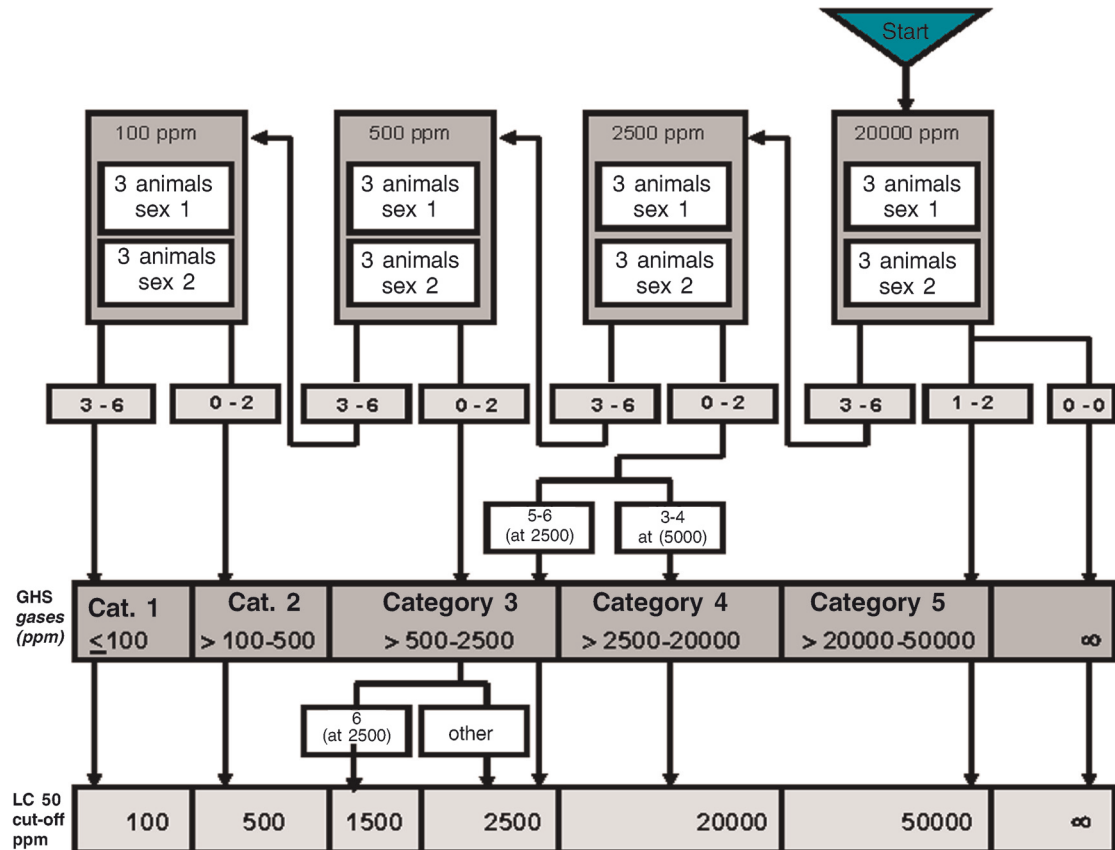 Start
100 ppm
500 ppm
2500 ppm
20000 ppm
3 animals
sex 1
3 animals
sex 1
3 animals
sex 1
3 animals
sex 1
3 animals
sex 2
3 animals
sex 2
3 animals
sex 2
3 animals
sex 2
3 - 6
0 - 2
3 - 6
0 - 2
3 - 6
0 - 2
3 - 6
1 - 2
0 - 0
5-6
(at 2500)
3-4
at (5000)
GHS
gases
(ppm)
Cat. 1
≤100
Cat. 2
> 100-500
Category 3
> 500-2500
Category 4
> 2500-20000
Category 5
> 20000-50000
∞
6
(at 2500)
other
LC 50
cut-off
ppm
100
500
1500
2500
20000
50000
∞